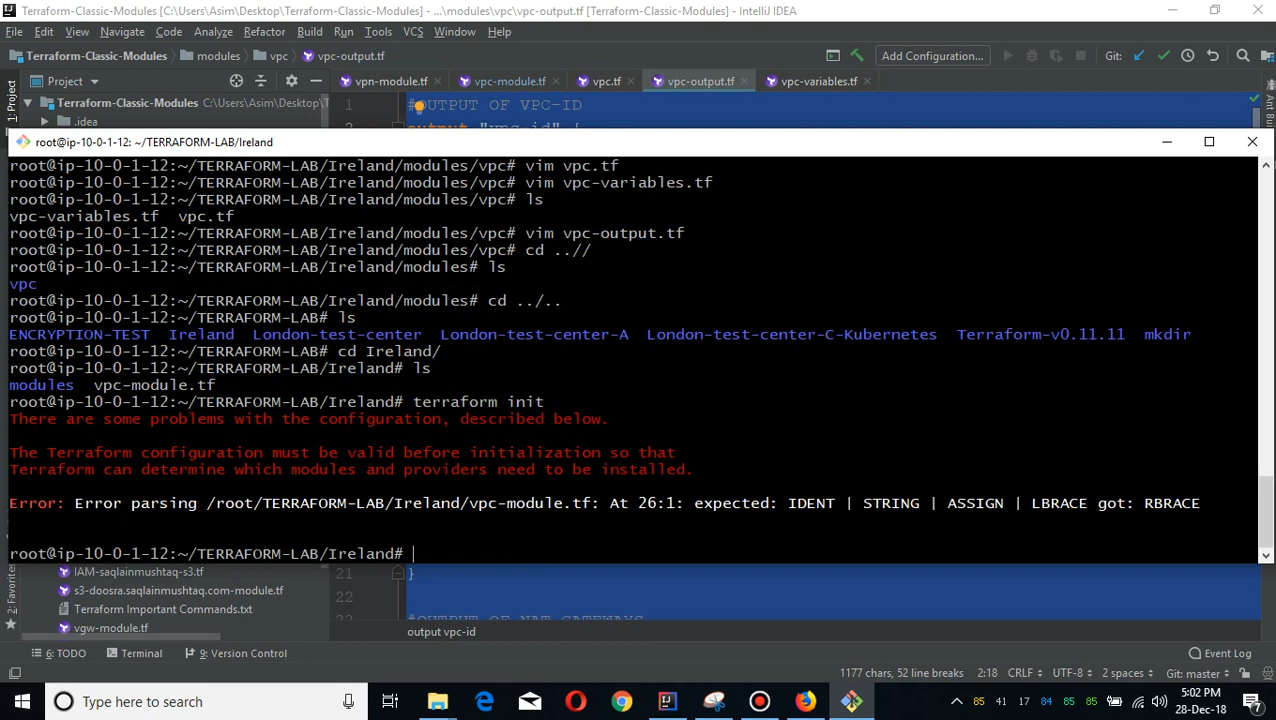 Terraform-Classic-Modules [C:\Users\Asim\Desktop\Terraform-Classic-Modules] - ...\modules\vpc\vpc-output.tf [Terraform-Classic-Modules] - IntelliJ IDEA
File Edit View Navigate Code Analyze Refactor Build Run Tools VCS Window Help
Terraform-Classic-Modules modules vpc vpc-output.tf Add Configuration... Git:
Project vpn-module.tf vpc-module.tf vpc.tf vpc-output.tf vpc-variables.tf
1: Project
Ant Build
Terraform-Classic-Modules C:\Users\Asim\Desktop\T
.idea
1 #OUTPUT OF VPC-ID
root@ip-10-0-1-12: ~/TERRAFORM-LAB/Ireland
root@ip-10-0-1-12:~/TERRAFORM-LAB/Ireland/modules/vpc# vim vpc.tf
root@ip-10-0-1-12:~/TERRAFORM-LAB/Ireland/modules/vpc# vim vpc-variables.tf
root@ip-10-0-1-12:~/TERRAFORM-LAB/Ireland/modules/vpc# ls
vpc-variables.tf vpc.tf
root@ip-10-0-1-12:~/TERRAFORM-LAB/Ireland/modules/vpc# vim vpc-output.tf
root@ip-10-0-1-12:~/TERRAFORM-LAB/Ireland/modules/vpc# cd ..//
root@ip-10-0-1-12:~/TERRAFORM-LAB/Ireland/modules# ls
vpc
root@ip-10-0-1-12:~/TERRAFORM-LAB/Ireland/modules# cd ../..
root@ip-10-0-1-12:~/TERRAFORM-LAB# ls
ENCRYPTION-TEST Ireland London-test-center London-test-center-A London-test-center-C-Kubernetes Terraform-v0.11.11 mkdir
root@ip-10-0-1-12:~/TERRAFORM-LAB# cd Ireland/
root@ip-10-0-1-12:~/TERRAFORM-LAB/Ireland# ls
modules vpc-module.tf
root@ip-10-0-1-12:~/TERRAFORM-LAB/Ireland# terraform init
There are some problems with the configuration, described below.
The Terraform configuration must be valid before initialization so that
Terraform can determine which modules and providers need to be installed.
Error: Error parsing /root/TERRAFORM-LAB/Ireland/vpc-module.tf: At 26:1: expected: IDENT | STRING | ASSIGN | LBRACE got: RBRACE
root@ip-10-0-1-12:~/TERRAFORM-LAB/Ireland#
2: Favorites
IAM-saqlainmushtaq-s3.tf 21 }
s3-doosra.saqlainmushtaq.com-module.tf
Terraform Important Commands.txt 22
vgw-module.tf
output vpc-id
6: TODO Terminal 9: Version Control Event Log
1177 chars, 52 line breaks 2:18 CRLF UTF-8 2 spaces Git: master
Type here to search
85 41 17 84 85 85
5:02 PM
28-Dec-18
7